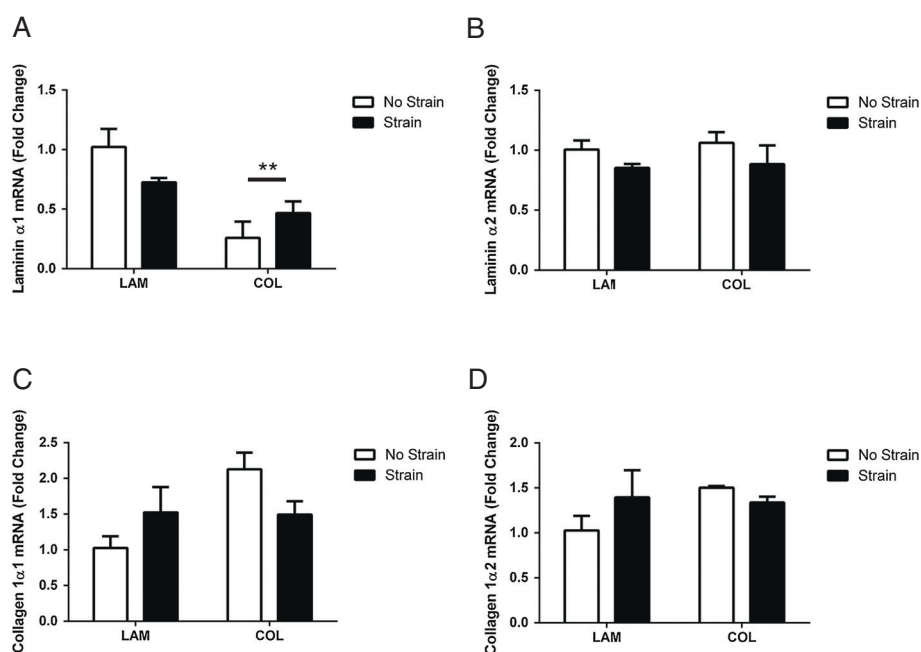 A
Laminin α1 mRNA (Fold Change)
1.5
1.0
0.5
0.0
**
LAM
COL
No Strain
Strain
B
Laminin α2 mRNA (Fold Change)
1.5
1.0
0.5
0.0
LAM
COL
No Strain
Strain
C
Collagen 1α1 mRNA (Fold Change)
2.5
2.0
1.5
1.0
0.5
0.0
LAM
COL
No Strain
Strain
D
Collagen 1α2 mRNA (Fold Change)
2.0
1.5
1.0
0.5
0.0
LAM
COL
No Strain
Strain